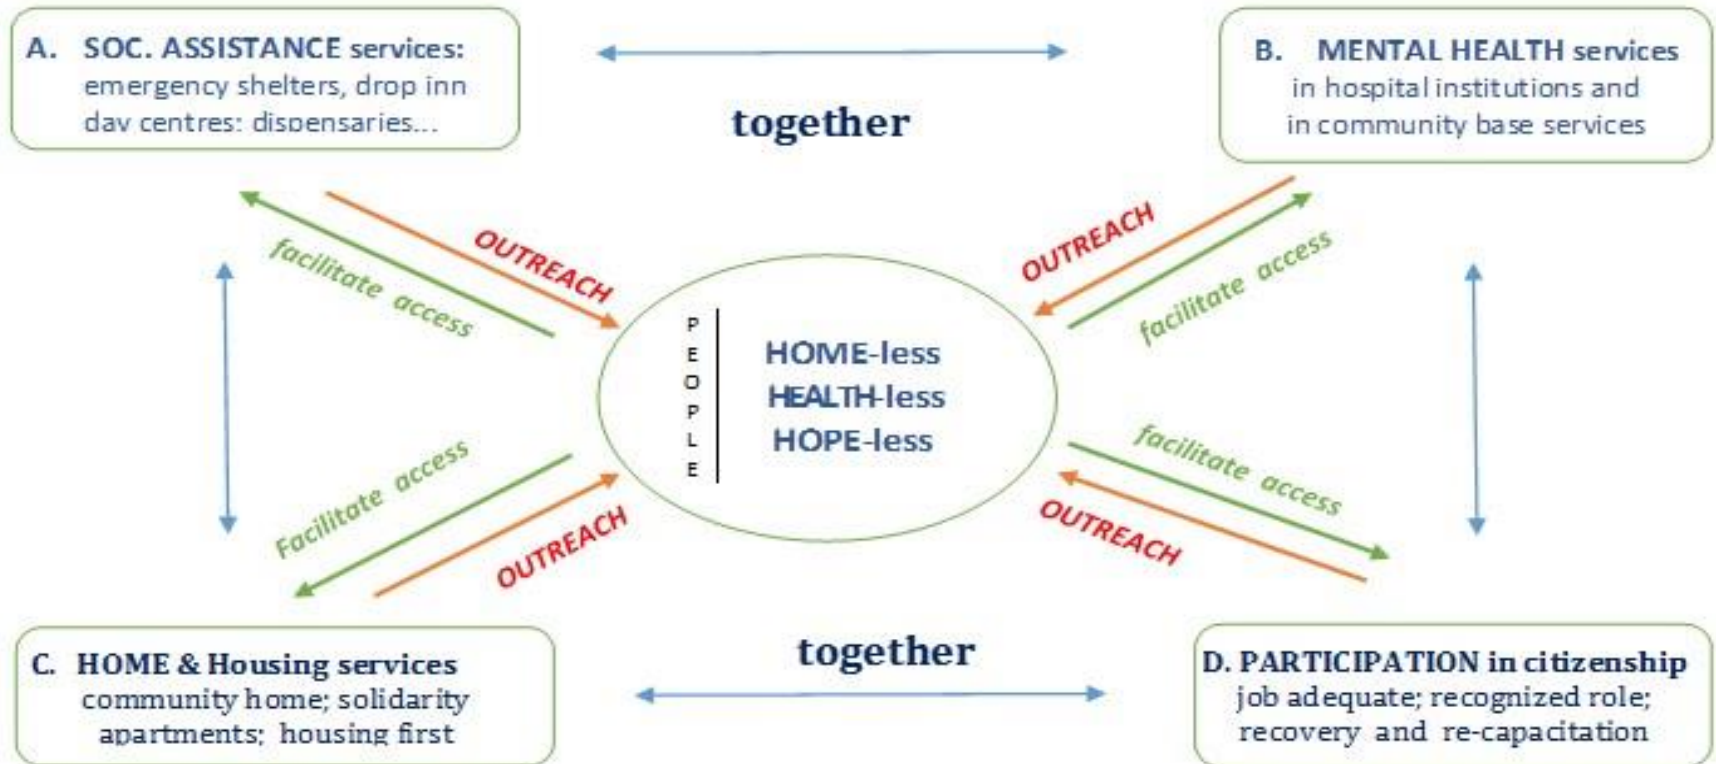 A. SOC. ASSISTANCE services:
emergency shelters, drop inn
day centres: dispensaries...
together
B. MENTAL HEALTH services
in hospital institutions and
in community base services
OUTREACH
facilitate access
OUTREACH
facilitate access
PEOPLE
HOME-less
HEALTH-less
HOPE-less
Facilitate access
OUTREACH
facilitate access
OUTREACH
C. HOME & Housing services
community home; solidarity
apartments; housing first
together
D. PARTICIPATION in citizenship
job adequate; recognized role;
recovery and re-capacitation